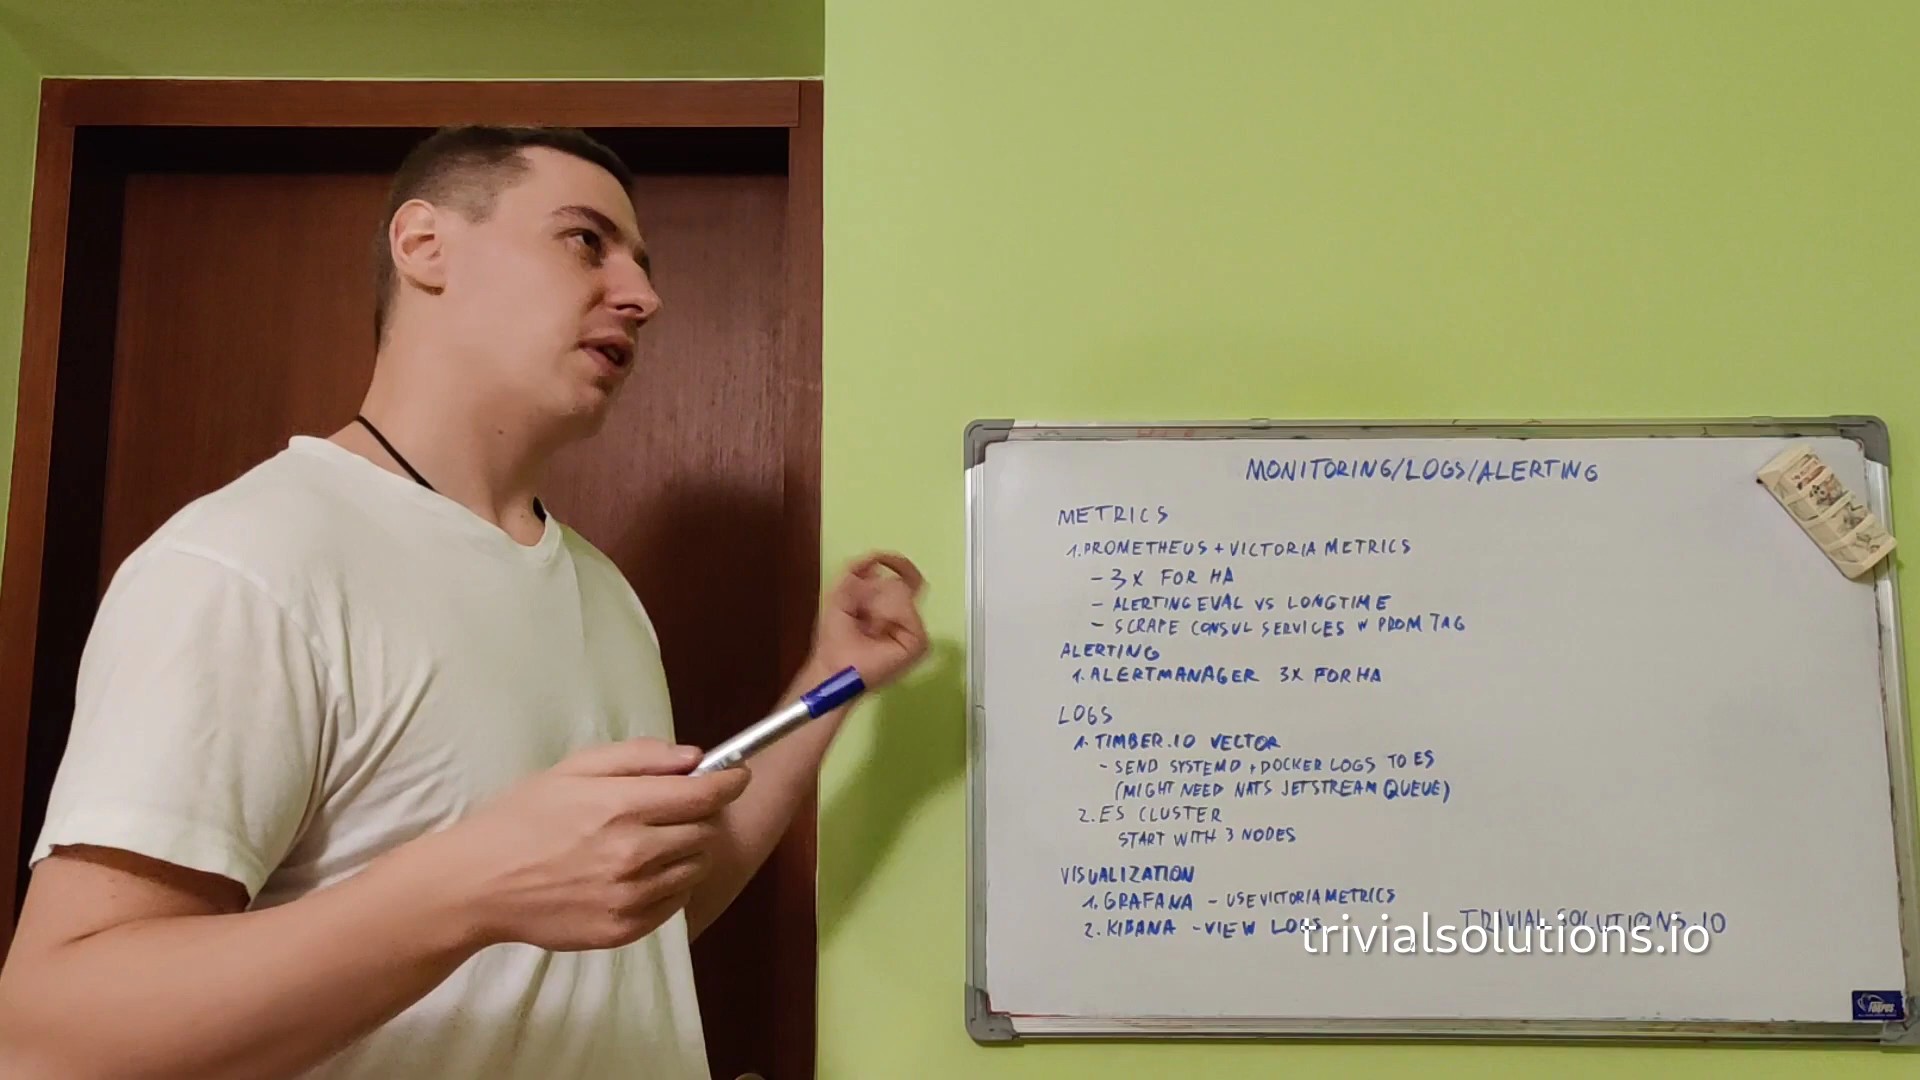 MONITORING/LOGS/ALERTING
METRICS
1. PROMETHEUS + VICTORIA METRICS
- 3X FOR HA
- ALERTING EVAL VS LONGTIME
- SCRAPE CONSUL SERVICES W PROM TAG
ALERTING
1. ALERTMANAGER 3X FOR HA
LOGS
1. TIMBER.IO VECTOR
- SEND SYSTEMD + DOCKER LOGS TO ES
(MIGHT NEED NATS JETSTREAM QUEUE)
2. ES CLUSTER
START WITH 3 NODES
VISUALIZATION
1. GRAFANA - USE VICTORIAMETRICS
2. KIBANA - VIEW LOGS
TRIVIALSOLUTIONS.IO
trivialsolutions.io